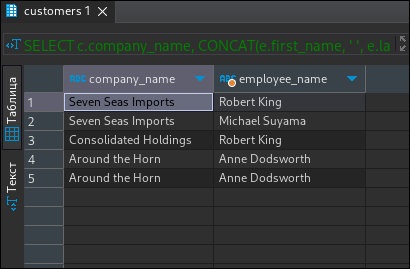 customers 1
SELECT c.company_name, CONCAT(e.first_name, ' ', e.la
Таблица
Текст
ABC company_name ABC employee_name
1 Seven Seas Imports Robert King
2 Seven Seas Imports Michael Suyama
3 Consolidated Holdings Robert King
4 Around the Horn Anne Dodsworth
5 Around the Horn Anne Dodsworth